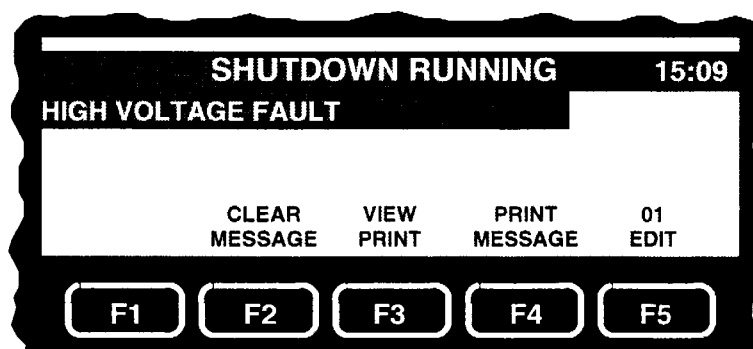 SHUTDOWN RUNNING 15:09
HIGH VOLTAGE FAULT
CLEAR VIEW PRINT 01
MESSAGE PRINT MESSAGE EDIT
F1 F2 F3 F4 F5